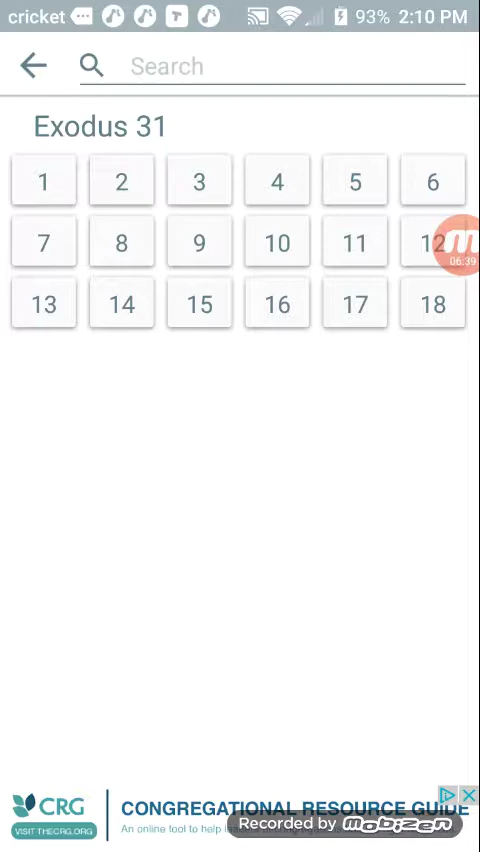 cricket 93% 2:10 PM
Search
Exodus 31
1 2 3 4 5 6
7 8 9 10 11 12
06:39
13 14 15 16 17 18
CRG
VISIT THECRG.ORG
CONGREGATIONAL RESOURCE GUIDE
An online tool to help
Recorded by mobizen